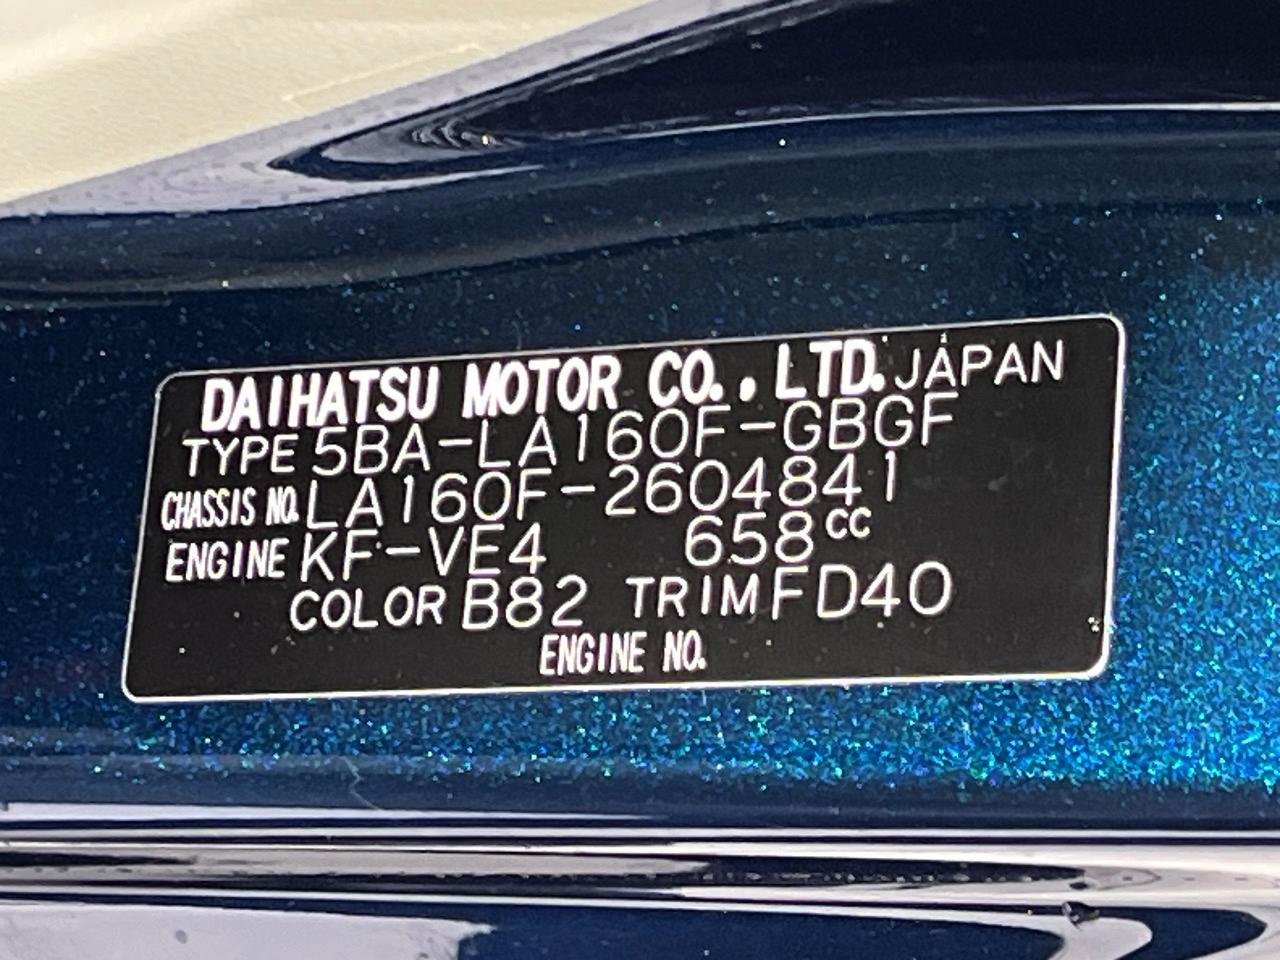 DAIHATSU MOTOR CO., LTD. JAPAN
TYPE 5BA-LA160F-GBGF
CHASSIS NO. LA160F-2604841
ENGINE KF-VE4 658cc
COLOR B82 TRIM FD40
ENGINE NO.